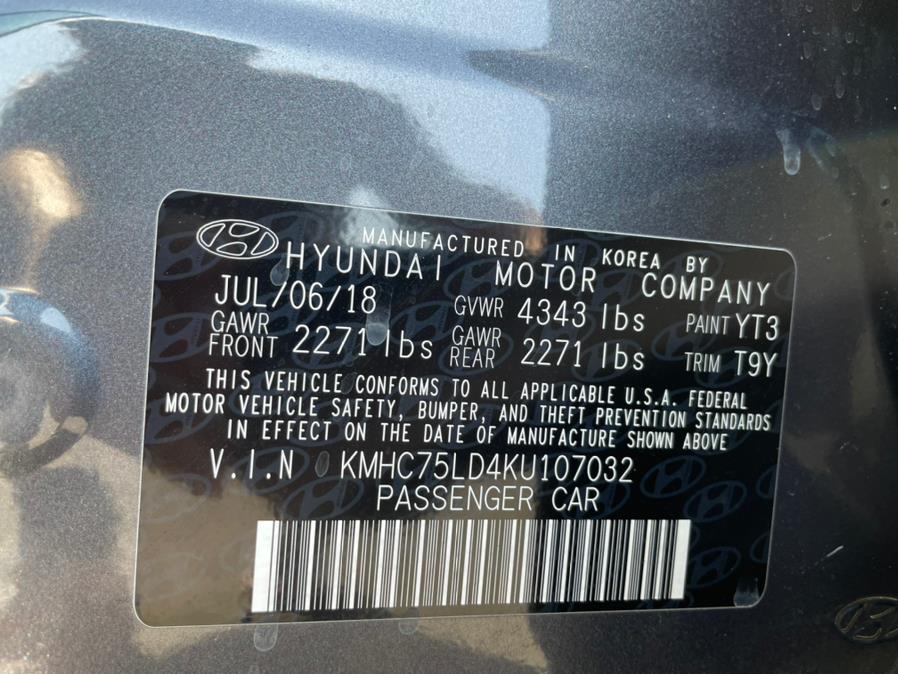 MANUFACTURED IN KOREA BY
HYUNDAI MOTOR COMPANY
JUL/06/18 GVWR 4343 lbs PAINT YT3
GAWR FRONT 2271 lbs GAWR REAR 2271 lbs TRIM T9Y
THIS VEHICLE CONFORMS TO ALL APPLICABLE U.S.A. FEDERAL
MOTOR VEHICLE SAFETY, BUMPER, AND THEFT PREVENTION STANDARDS
IN EFFECT ON THE DATE OF MANUFACTURE SHOWN ABOVE
V.I.N KMHC75LD4KU107032
PASSENGER CAR